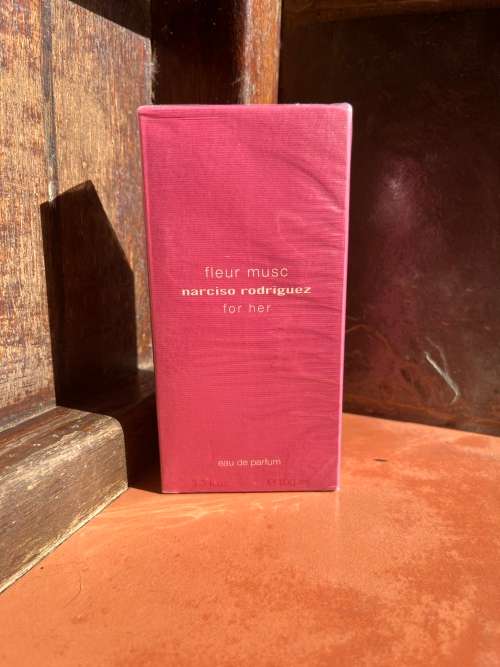 fleur musc
narciso rodriguez
for her
eau de parfum